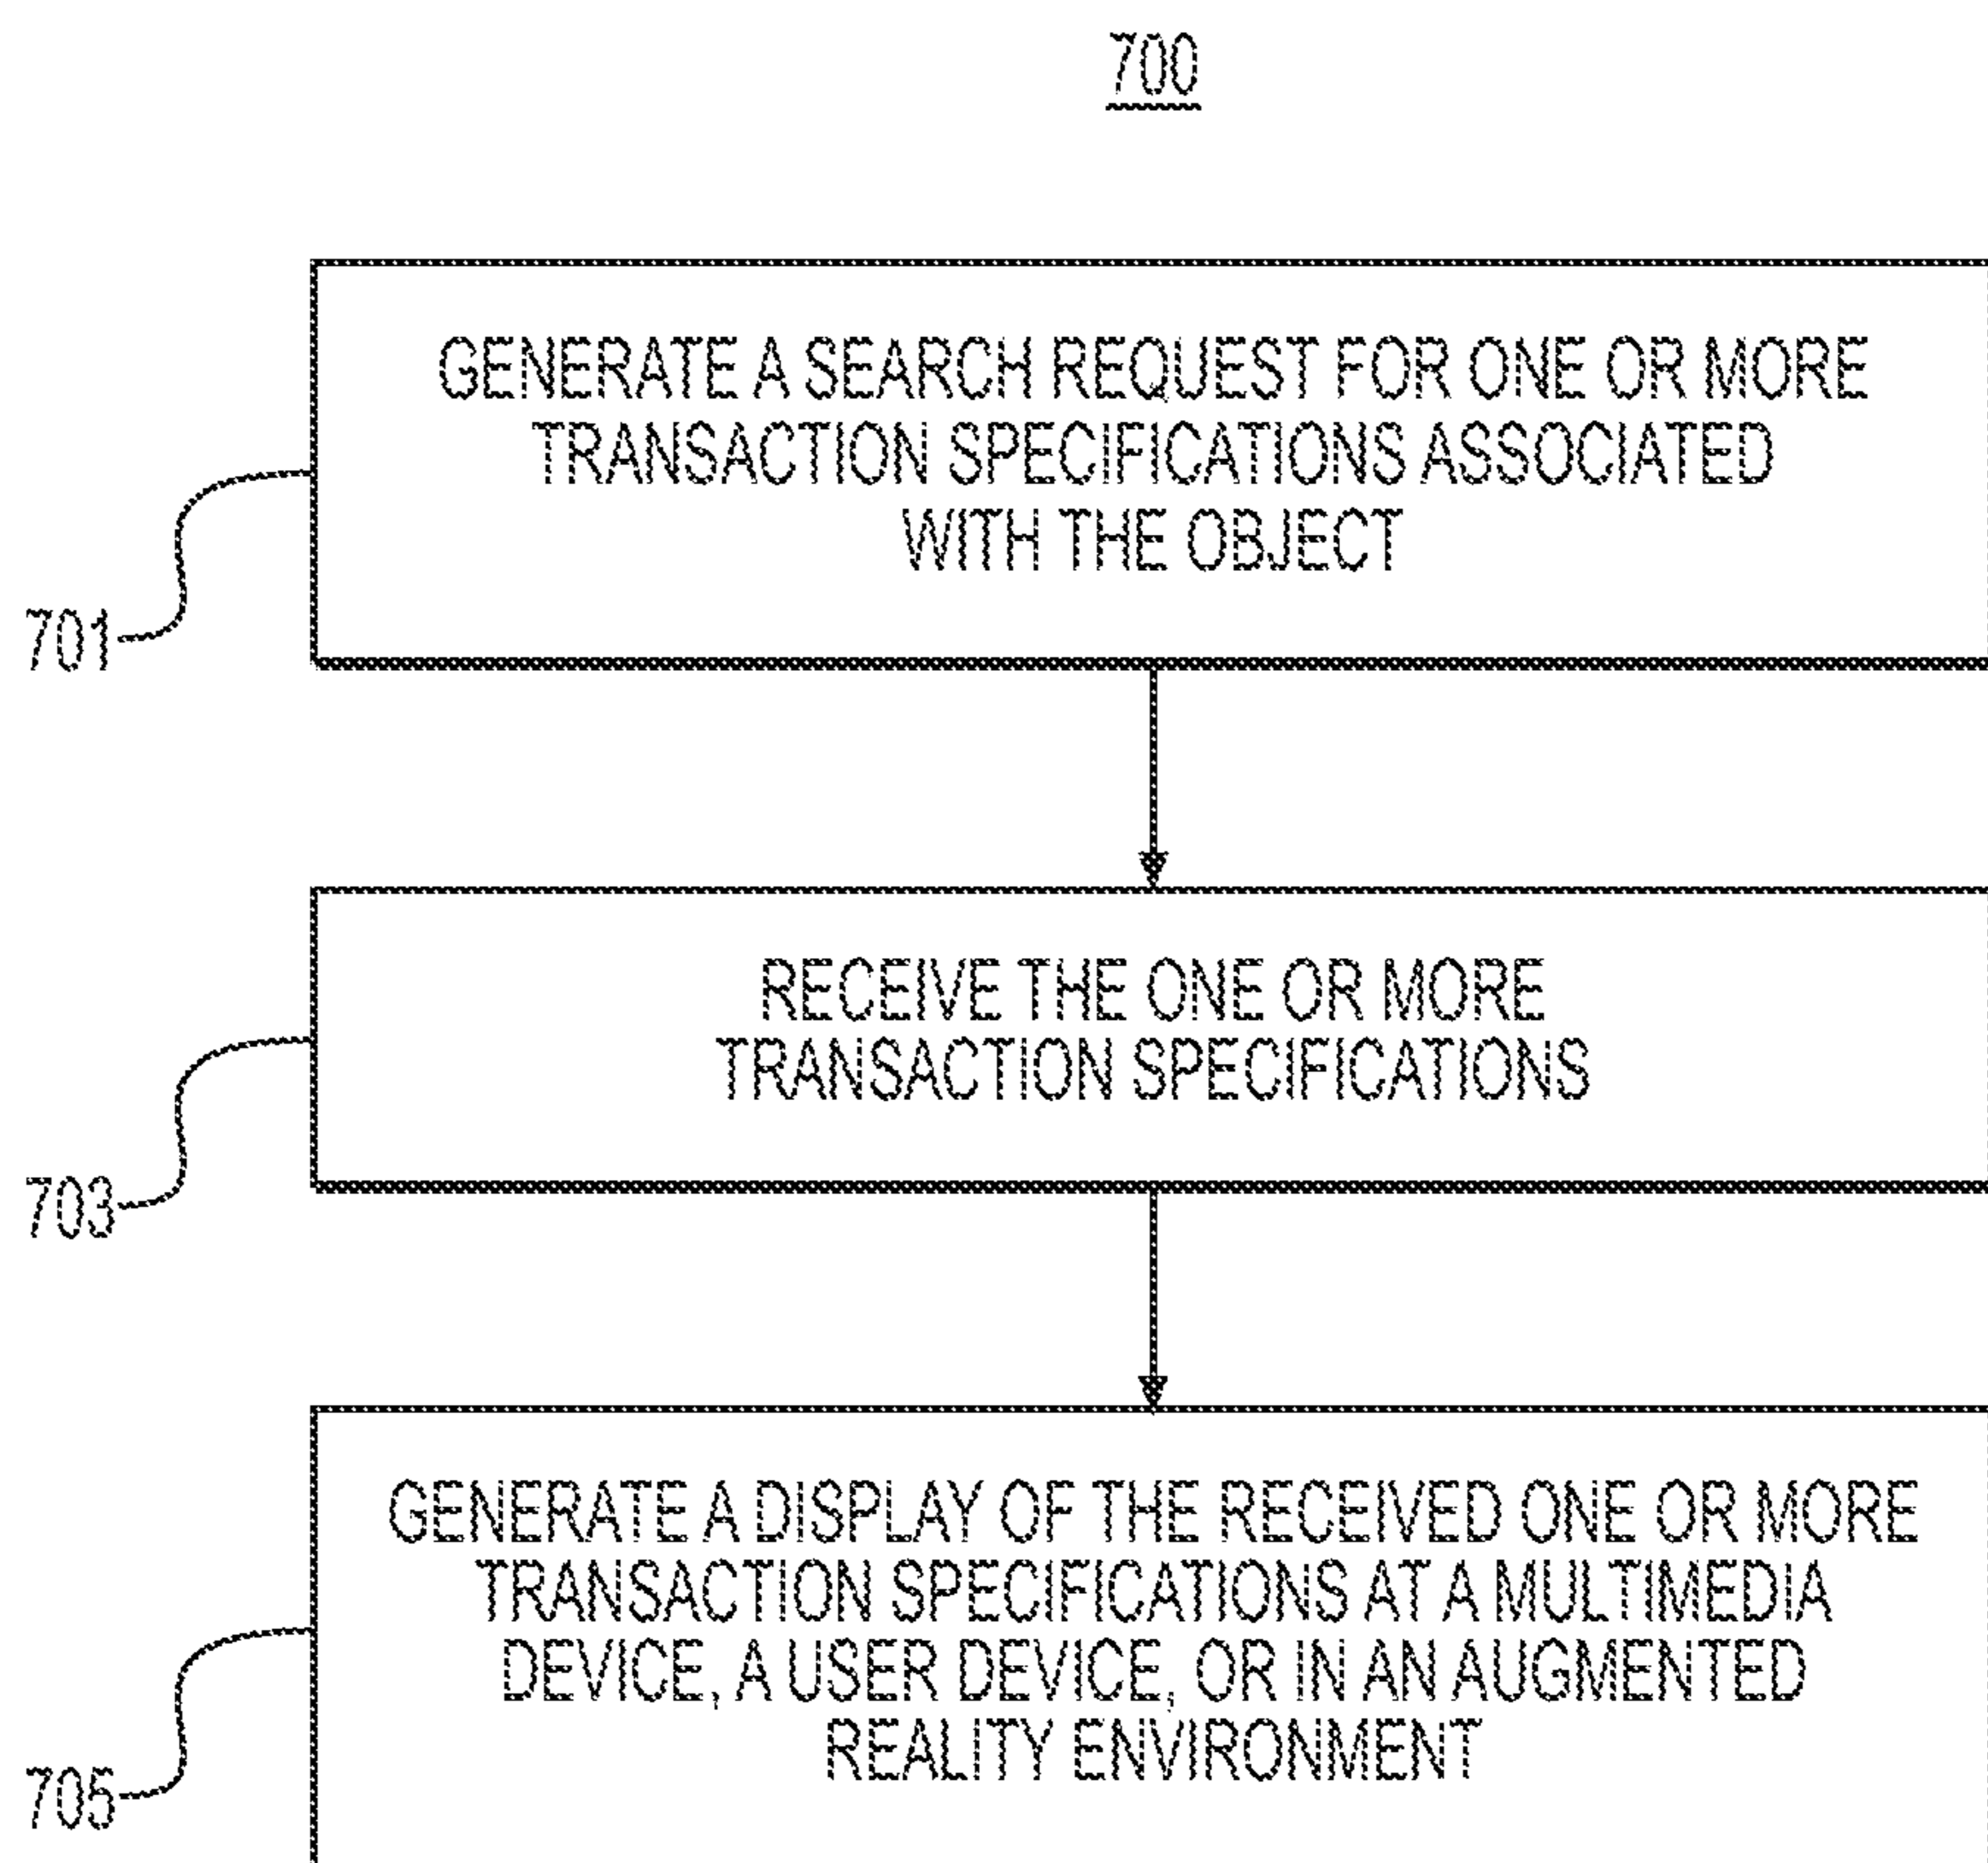 700
GENERATE A SEARCH REQUEST FOR ONE OR MORE
TRANSACTION SPECIFICATIONS ASSOCIATED
WITH THE OBJECT
701
RECEIVE THE ONE OR MORE
TRANSACTION SPECIFICATIONS
703
GENERATE A DISPLAY OF THE RECEIVED ONE OR MORE
TRANSACTION SPECIFICATIONS AT A MULTIMEDIA
DEVICE, A USER DEVICE, OR IN AN AUGMENTED
REALITY ENVIRONMENT
705